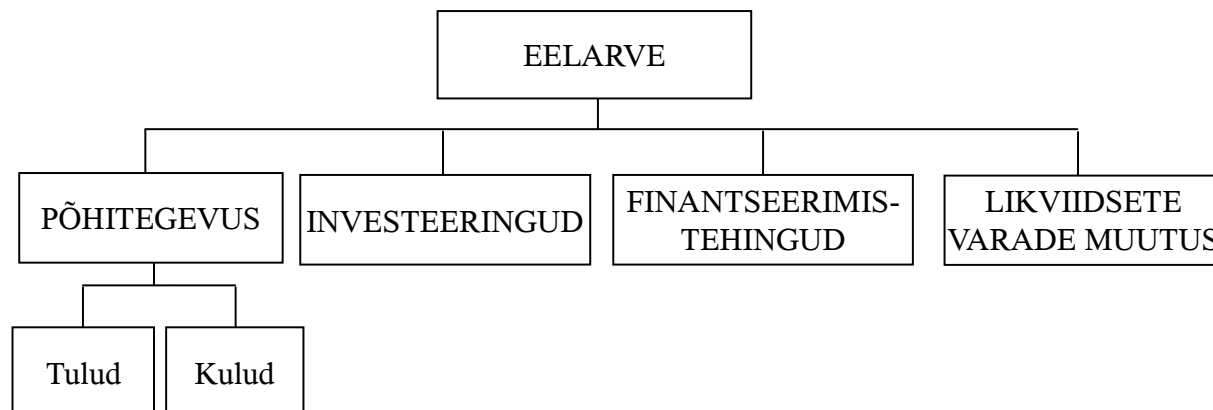 EELARVE
PÕHITEGEVUS
INVESTEERINGUD
FINANTSEERIMIS-
TEHINGUD
LIKVIIDSETE
VARADE MUUTUS
Tulud
Kulud